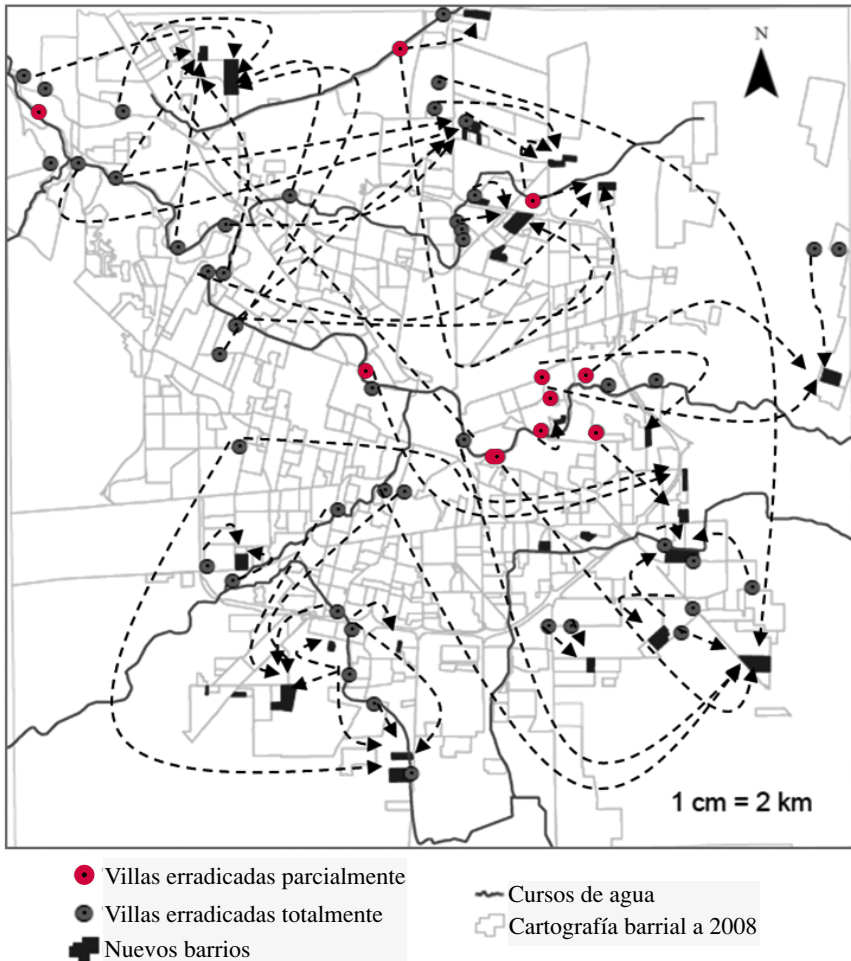 N
1 cm = 2 km
Villas erradicadas parcialmente
Villas erradicadas totalmente
Nuevos barrios
Cursos de agua
Cartografía barrial a 2008